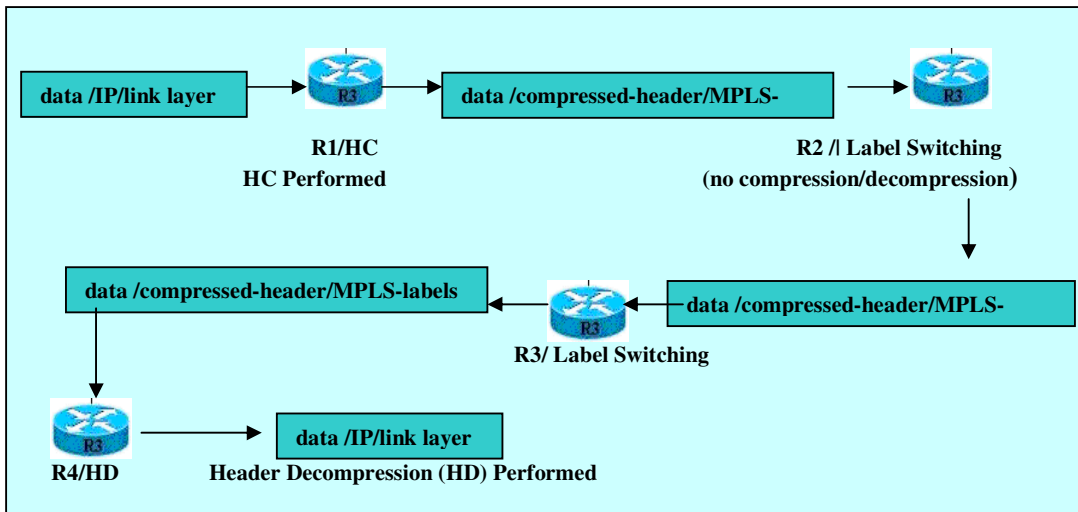 data /IP/link layer
R3
data /compressed-header/MPLS-
R3
R1/HC
HC Performed
R2 /l Label Switching
(no compression/decompression)
data /compressed-header/MPLS-labels
R3
data /compressed-header/MPLS-
R3/ Label Switching
R3
data /IP/link layer
R4/HD
Header Decompression (HD) Performed